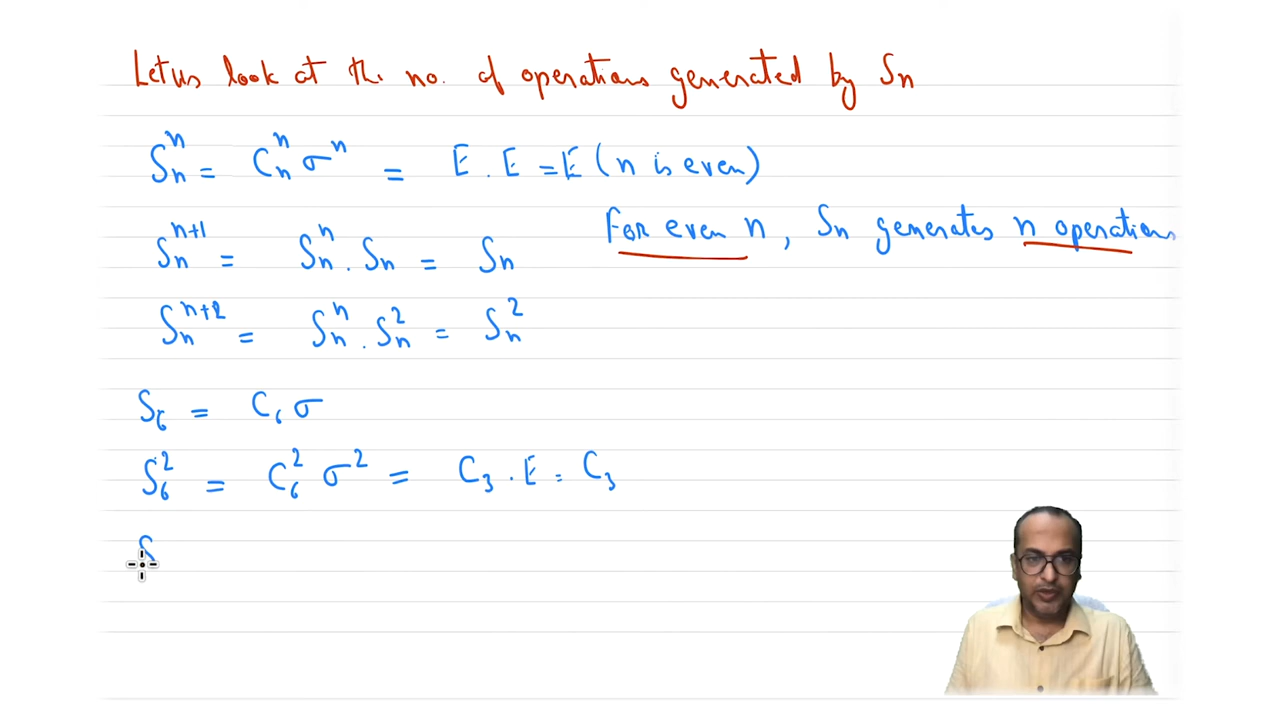 Let us look at the no. of operations generated by Sn
Sₙⁿ = Cₙⁿ σⁿ = E . E = E (n is even)
For even n, Sn generates n operations
Sₙⁿ⁺¹ = Sₙⁿ . Sₙ = Sₙ
Sₙⁿ⁺² = Sₙⁿ . Sₙ² = Sₙ²
S₆ = C₆ σ
S₆² = C₆² σ² = C₃ . E = C₃
S